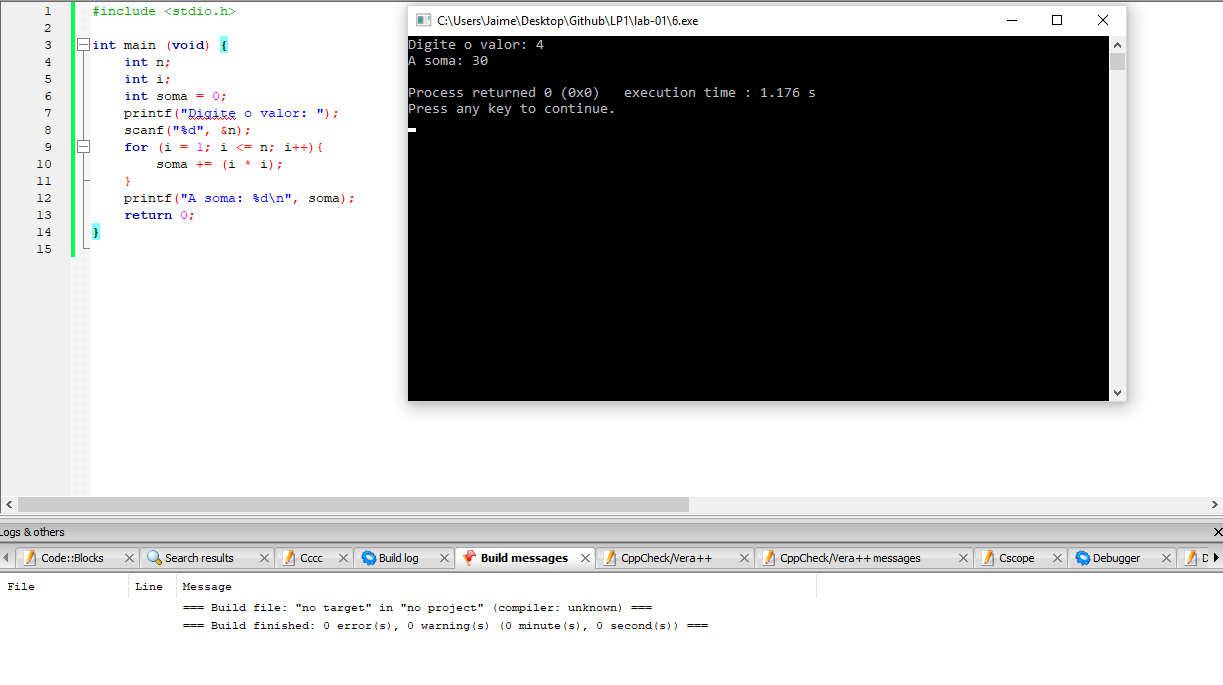 1 #include <stdio.h>
2
3 int main (void) {
4 int n;
5 int i;
6 int soma = 0;
7 printf("Digite o valor: ");
8 scanf("%d", &n);
9 for (i = 1; i <= n; i++){
10 soma += (i * i);
11 }
12 printf("A soma: %d\n", soma);
13 return 0;
14 }
15
C:\Users\Jaime\Desktop\Github\LP1\lab-01\6.exe
Digite o valor: 4
A soma: 30
Process returned 0 (0x0)   execution time : 1.176 s
Press any key to continue.
Logs & others
Code::Blocks Search results Cccc Build log Build messages CppCheck/Vera++ CppCheck/Vera++ messages Cscope Debugger
File Line Message
=== Build file: "no target" in "no project" (compiler: unknown) ===
=== Build finished: 0 error(s), 0 warning(s) (0 minute(s), 0 second(s)) ===